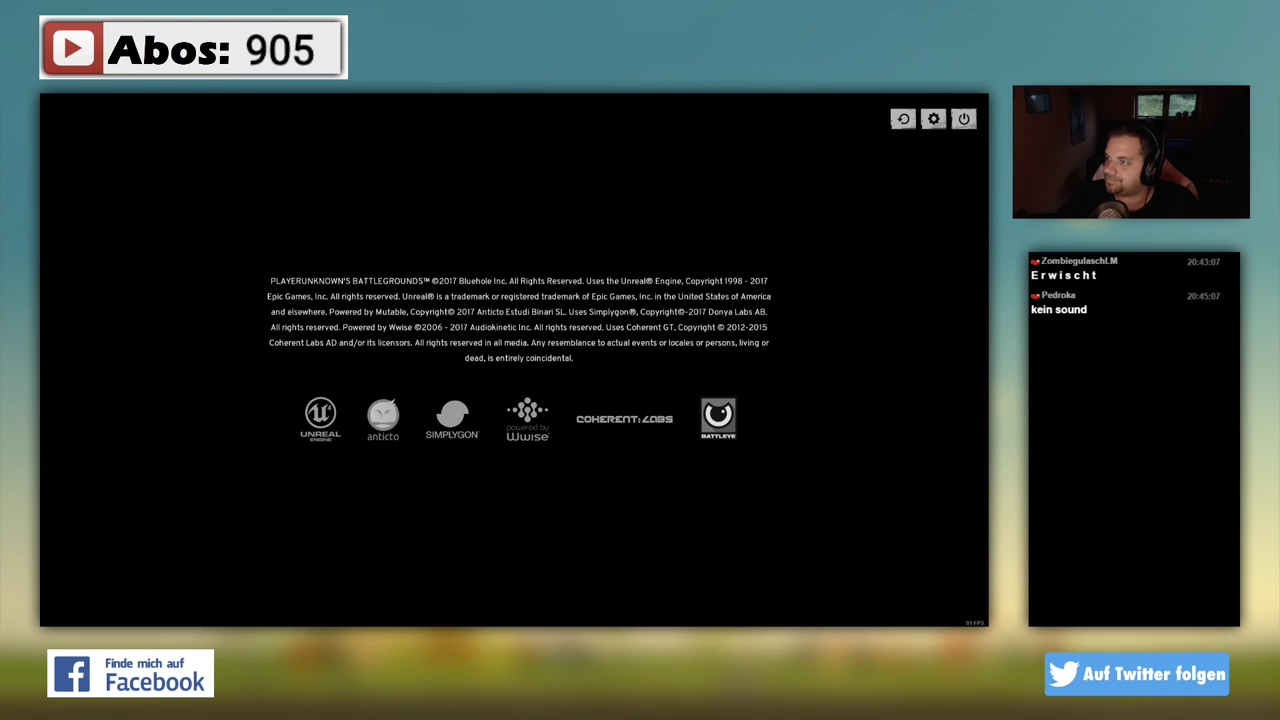 Abos: 905
PLAYERUNKNOWN'S BATTLEGROUNDS™ ©2017 Bluehole Inc. All Rights Reserved. Uses the Unreal® Engine, Copyright 1998 - 2017
Epic Games, Inc. All rights reserved. Unreal® is a trademark or registered trademark of Epic Games, Inc. in the United States of America
and elsewhere. Powered by Mutable, Copyright© 2017 Anticto Estudi Binari SL. Uses Simplygon®, Copyright©-2017 Donya Labs AB.
All rights reserved. Powered by Wwise ©2006 - 2017 Audiokinetic Inc. All rights reserved. Uses Coherent GT, Copyright © 2012-2015
Coherent Labs AD and/or its licensors. All rights reserved in all media. Any resemblance to actual events or locales or persons, living or
dead, is entirely coincidental.
UNREAL
ENGINE
anticto
SIMPLYGON
powered by
Wwise
COHERENT:LABS
BATTLEYE
81 FPS
ZombiegulaschLM 20:43:07
E r w i s c h t
Pedroka 20:45:07
kein sound
Finde mich auf
Facebook
Auf Twitter folgen